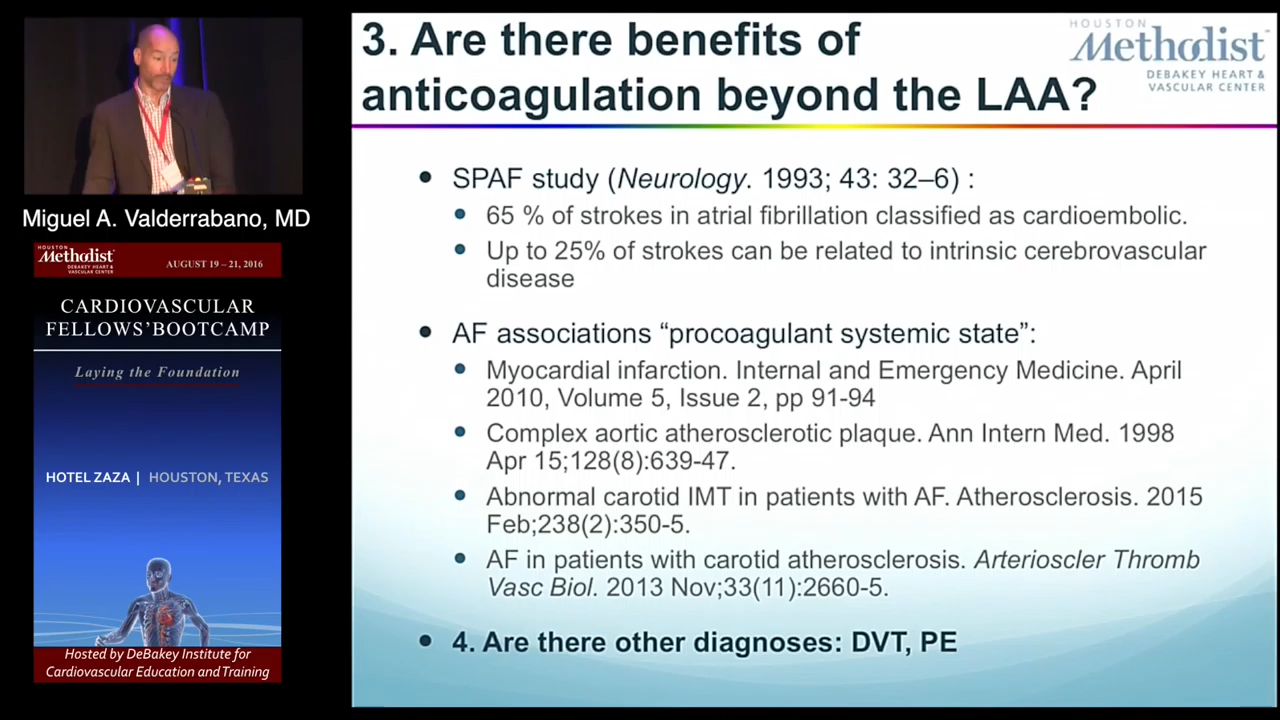 Miguel A. Valderrabano, MD
HOUSTON
Methodist
DEBAKEY HEART &
VASCULAR CENTER
AUGUST 19 – 21, 2016
CARDIOVASCULAR
FELLOWS'BOOTCAMP
Laying the Foundation
HOTEL ZAZA | HOUSTON, TEXAS
Hosted by DeBakey Institute for
Cardiovascular Education and Training
3. Are there benefits of
anticoagulation beyond the LAA?
HOUSTON
Methodist
DEBAKEY HEART &
VASCULAR CENTER
• SPAF study (Neurology. 1993; 43: 32–6) :
• 65 % of strokes in atrial fibrillation classified as cardioembolic.
• Up to 25% of strokes can be related to intrinsic cerebrovascular
disease
• AF associations “procoagulant systemic state”:
• Myocardial infarction. Internal and Emergency Medicine. April
2010, Volume 5, Issue 2, pp 91-94
• Complex aortic atherosclerotic plaque. Ann Intern Med. 1998
Apr 15;128(8):639-47.
• Abnormal carotid IMT in patients with AF. Atherosclerosis. 2015
Feb;238(2):350-5.
• AF in patients with carotid atherosclerosis. Arterioscler Thromb
Vasc Biol. 2013 Nov;33(11):2660-5.
• 4. Are there other diagnoses: DVT, PE